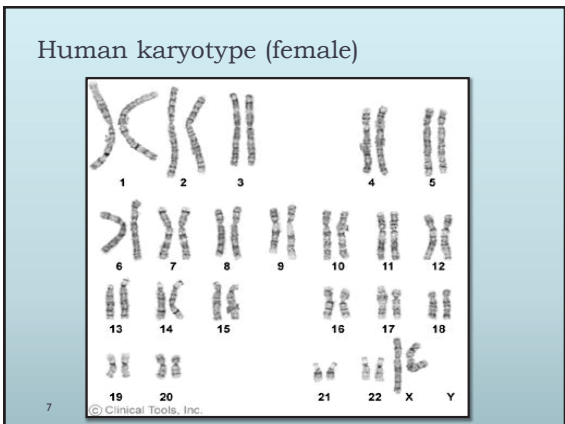 Human karyotype (female)
1 2 3 4 5
6 7 8 9 10 11 12
13 14 15 16 17 18
19 20 21 22 X Y
7
© Clinical Tools, Inc.